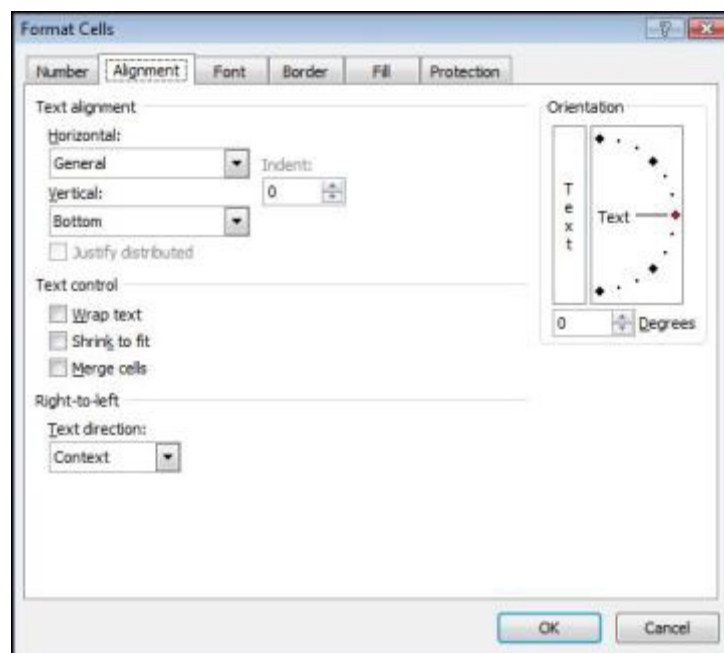 Format Cells
Number Alignment Font Border Fill Protection
Text alignment
Horizontal:
General
Indent:
Vertical:
0
Bottom
Justify distributed
Text control
Wrap text
Shrink to fit
Merge cells
Right-to-left
Text direction:
Context
Orientation
Text
Text
0 Degrees
OK Cancel